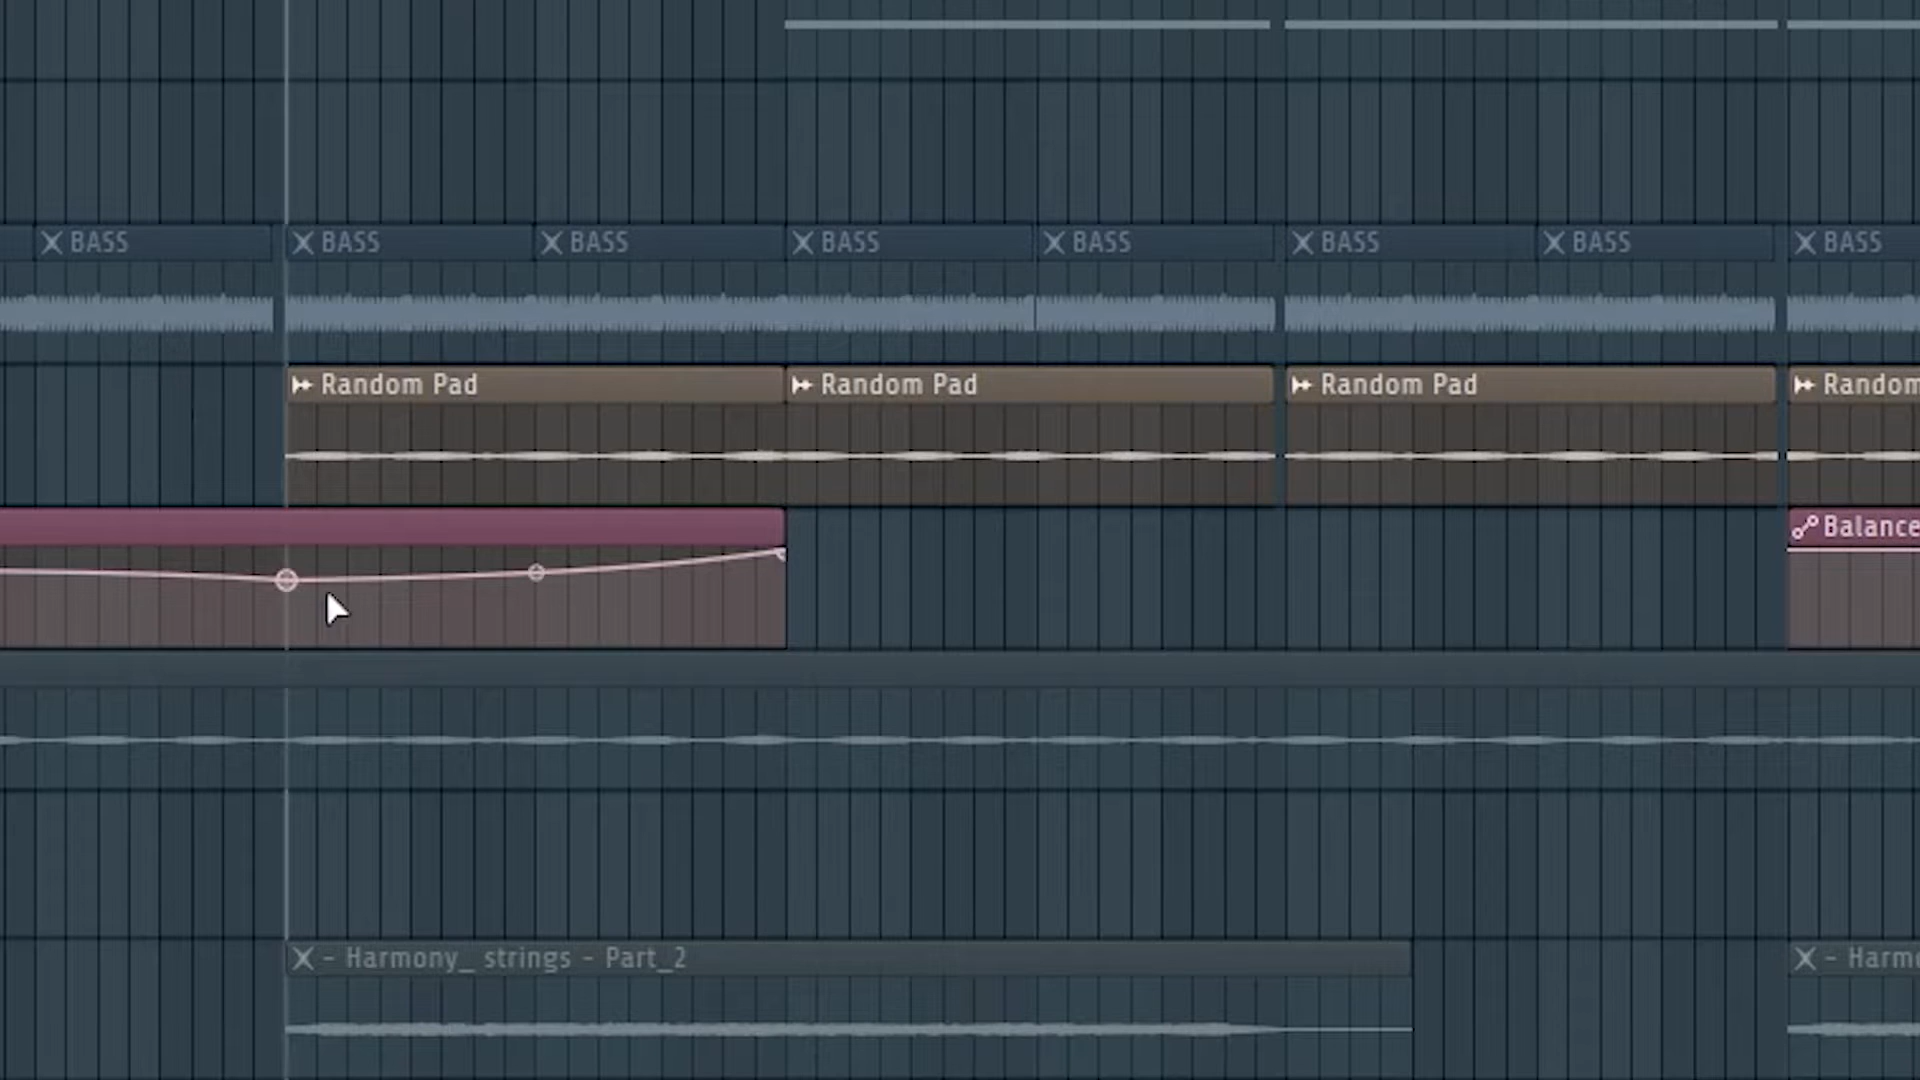 BASS BASS BASS BASS BASS BASS BASS BASS
Random Pad Random Pad Random Pad Random
Balance
- Harmony_ strings - Part_2 - Harm